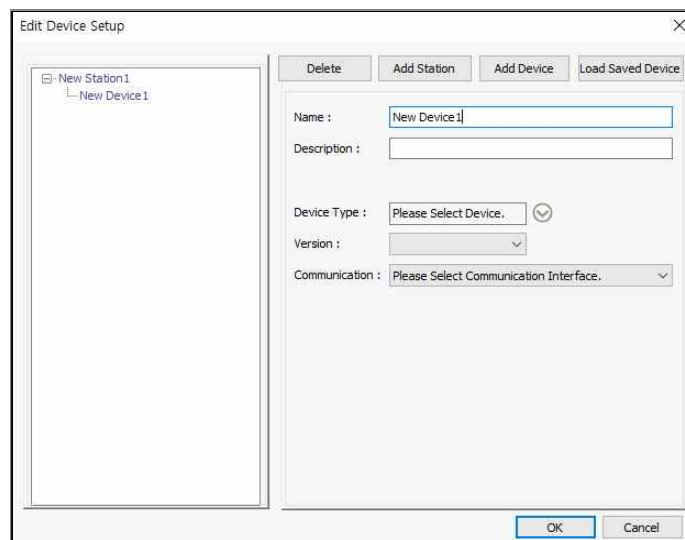 Edit Device Setup
New Station1
New Device1
Delete
Add Station
Add Device
Load Saved Device
Name :
New Device1
Description :
Device Type :
Please Select Device.
Version :
Communication :
Please Select Communication Interface.
OK
Cancel